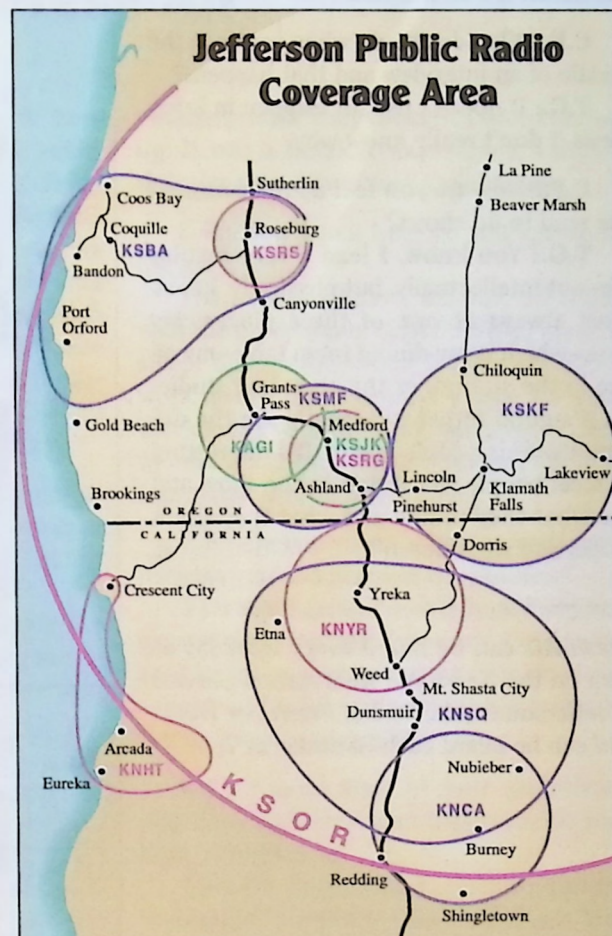 Jefferson Public Radio
Coverage Area
La Pine
Beaver Marsh
Sutherlin
Coos Bay
Coquille
KSBA
Roseburg
KSRS
Bandon
Canyonville
Port
Orford
Chiloquin
Grants
Pass
KSMF
KSKF
Gold Beach
Medford
KAGI
KSJK
KSRG
Lakeview
Ashland
Lincoln
Pinehurst
Klamath
Falls
Brookings
OREGON
CALIFORNIA
Dorris
Crescent City
Yreka
Etna
KNYR
Weed
Mt. Shasta City
Dunsmuir
KNSQ
Arcada
Nubieber
Eureka
KNHT
KSOR
KNCA
Burney
Redding
Shingletown